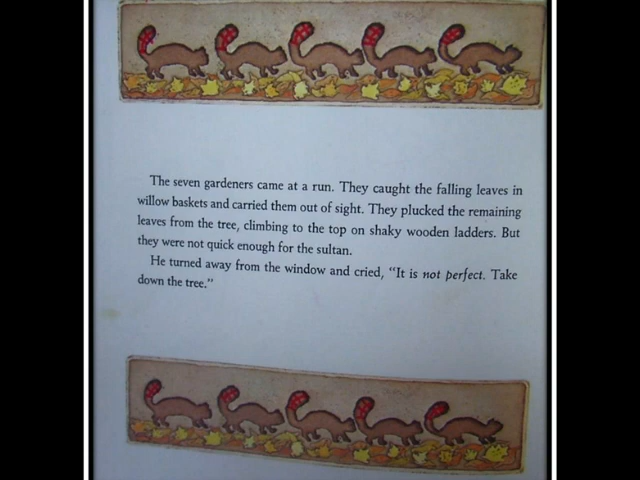 The seven gardeners came at a run. They caught the falling leaves in
willow baskets and carried them out of sight. They plucked the remaining
leaves from the tree, climbing to the top on shaky wooden ladders. But
they were not quick enough for the sultan.
He turned away from the window and cried, "It is not perfect. Take
down the tree."